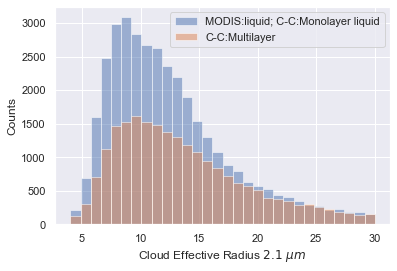 MODIS:liquid; C-C:Monolayer liquid
C-C:Multilayer
3000
2500
2000
1500
1000
500
0
Counts
5 10 15 20 25 30
Cloud Effective Radius 2.1 μm